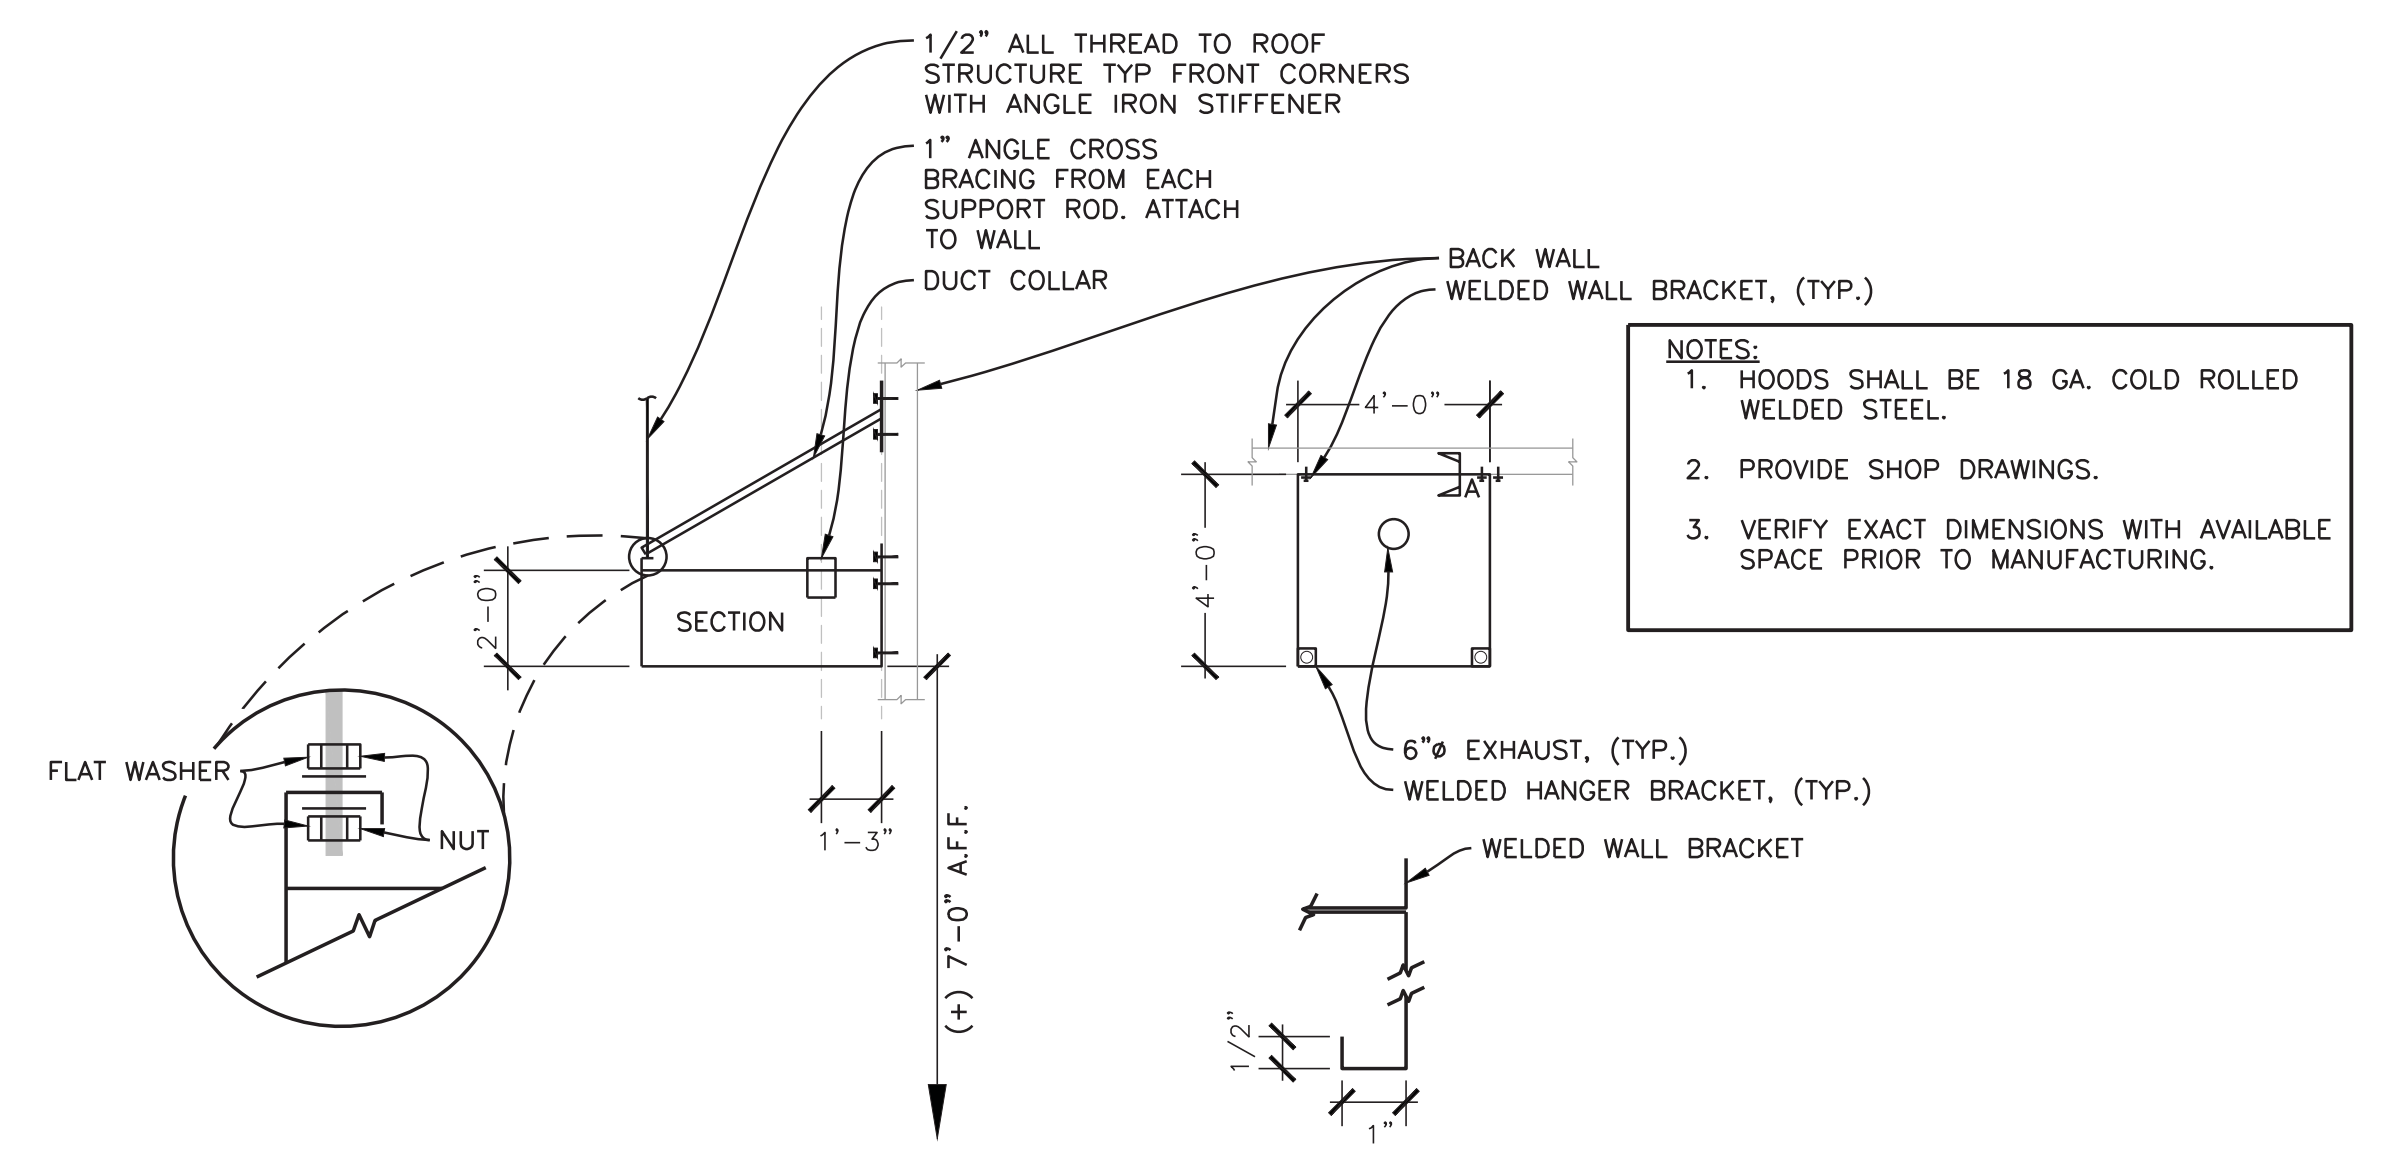 1/2" ALL THREAD TO ROOF
STRUCTURE TYP FRONT CORNERS
WITH ANGLE IRON STIFFENER
1" ANGLE CROSS
BRACING FROM EACH
SUPPORT ROD. ATTACH
TO WALL
DUCT COLLAR
BACK WALL
WELDED WALL BRACKET, (TYP.)
NOTES:
1. HOODS SHALL BE 18 GA. COLD ROLLED
WELDED STEEL.
2. PROVIDE SHOP DRAWINGS.
3. VERIFY EXACT DIMENSIONS WITH AVAILABLE
SPACE PRIOR TO MANUFACTURING.
4'-0"
A
4'-0"
2'-0"
SECTION
FLAT WASHER
NUT
1'-3"
(+) 7'-0" A.F.F.
6"ø EXHAUST, (TYP.)
WELDED HANGER BRACKET, (TYP.)
WELDED WALL BRACKET
1/2"
1"